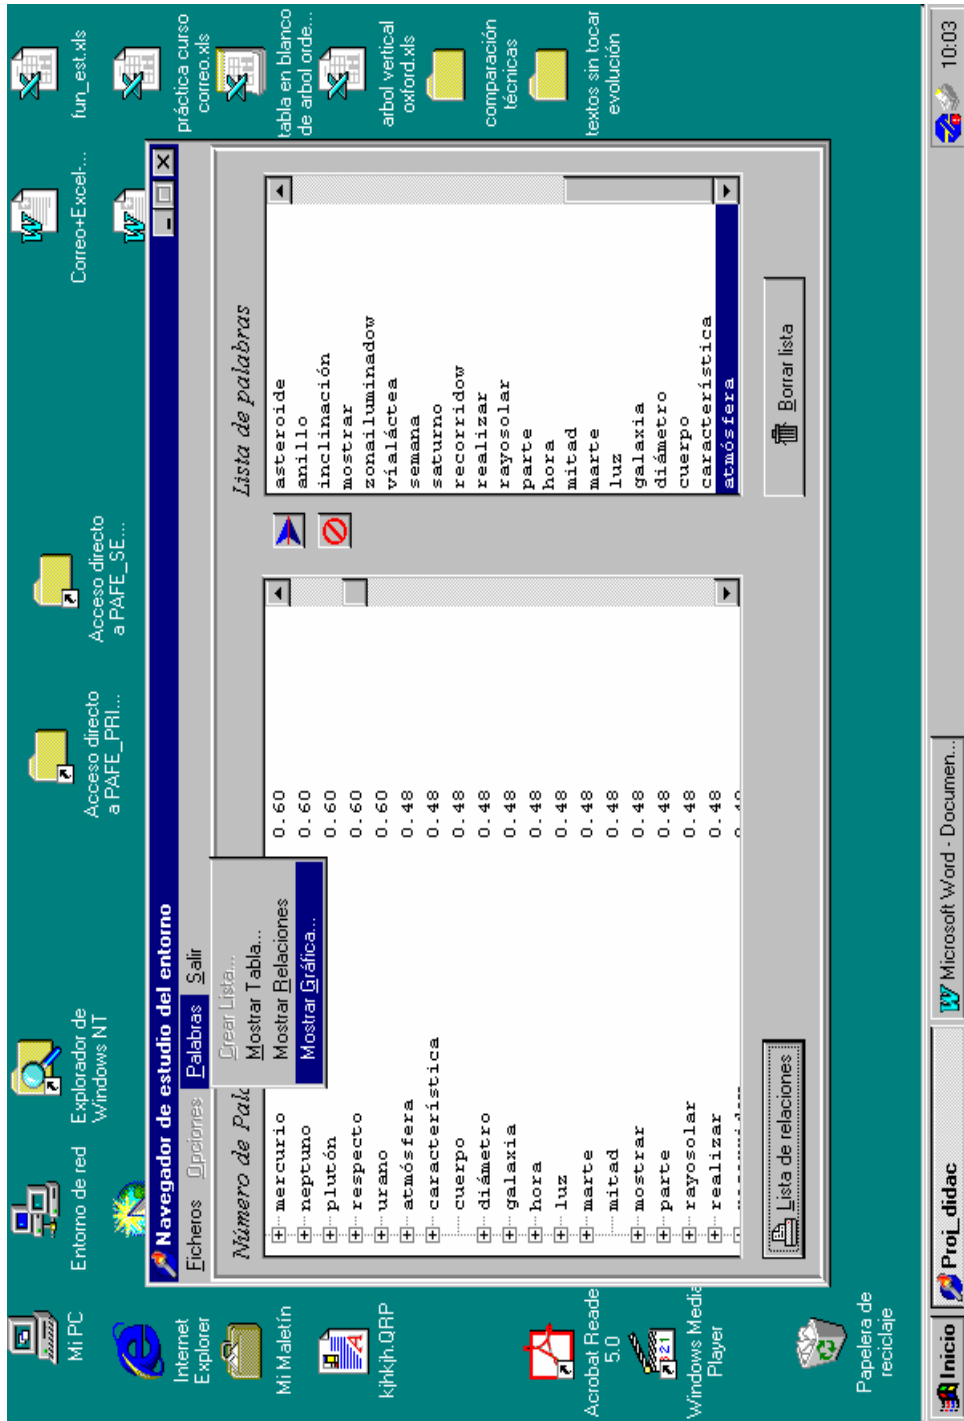 Mi PC
Entorno de red
Explorador de
Windows NT
Acceso directo
a PAFE_PRI...
Acceso directo
a PAFE_SE...
Correo+Excel-...
fun_est.xls
Internet
Explorer
práctica curso
correo.xls
Mi Maletín
tabla en blanco
de arbol orde...
kjhkjh.QRP
arbol vertical
oxford.xls
comparación
técnicas
Acrobat Reade
5.0
textos sin tocar
evolución
Windows Media
Player
Papelera de
reciclaje
Navegador de estudio del entorno
Ficheros Opciones Palabras Salir
Crear Lista...
Mostrar Tabla...
Mostrar Relaciones
Mostrar Gráfica...
Número de Pala
mercurio 0.60
neptuno 0.60
plutón 0.60
respecto 0.60
urano 0.60
atmósfera 0.48
característica 0.48
cuerpo 0.48
diámetro 0.48
galaxia 0.48
hora 0.48
luz 0.48
marte 0.48
mitad 0.48
mostrar 0.48
parte 0.48
rayosolar 0.48
realizar 0.48
Lista de relaciones
Lista de palabras
asteroide
anillo
inclinación
mostrar
zonailuminadow
víaláctea
semana
saturno
recorridow
realizar
rayosolar
parte
hora
mitad
marte
luz
galaxia
diámetro
cuerpo
característica
atmósfera
Borrar lista
Inicio
Proj_didac
Microsoft Word - Documen...
10:03